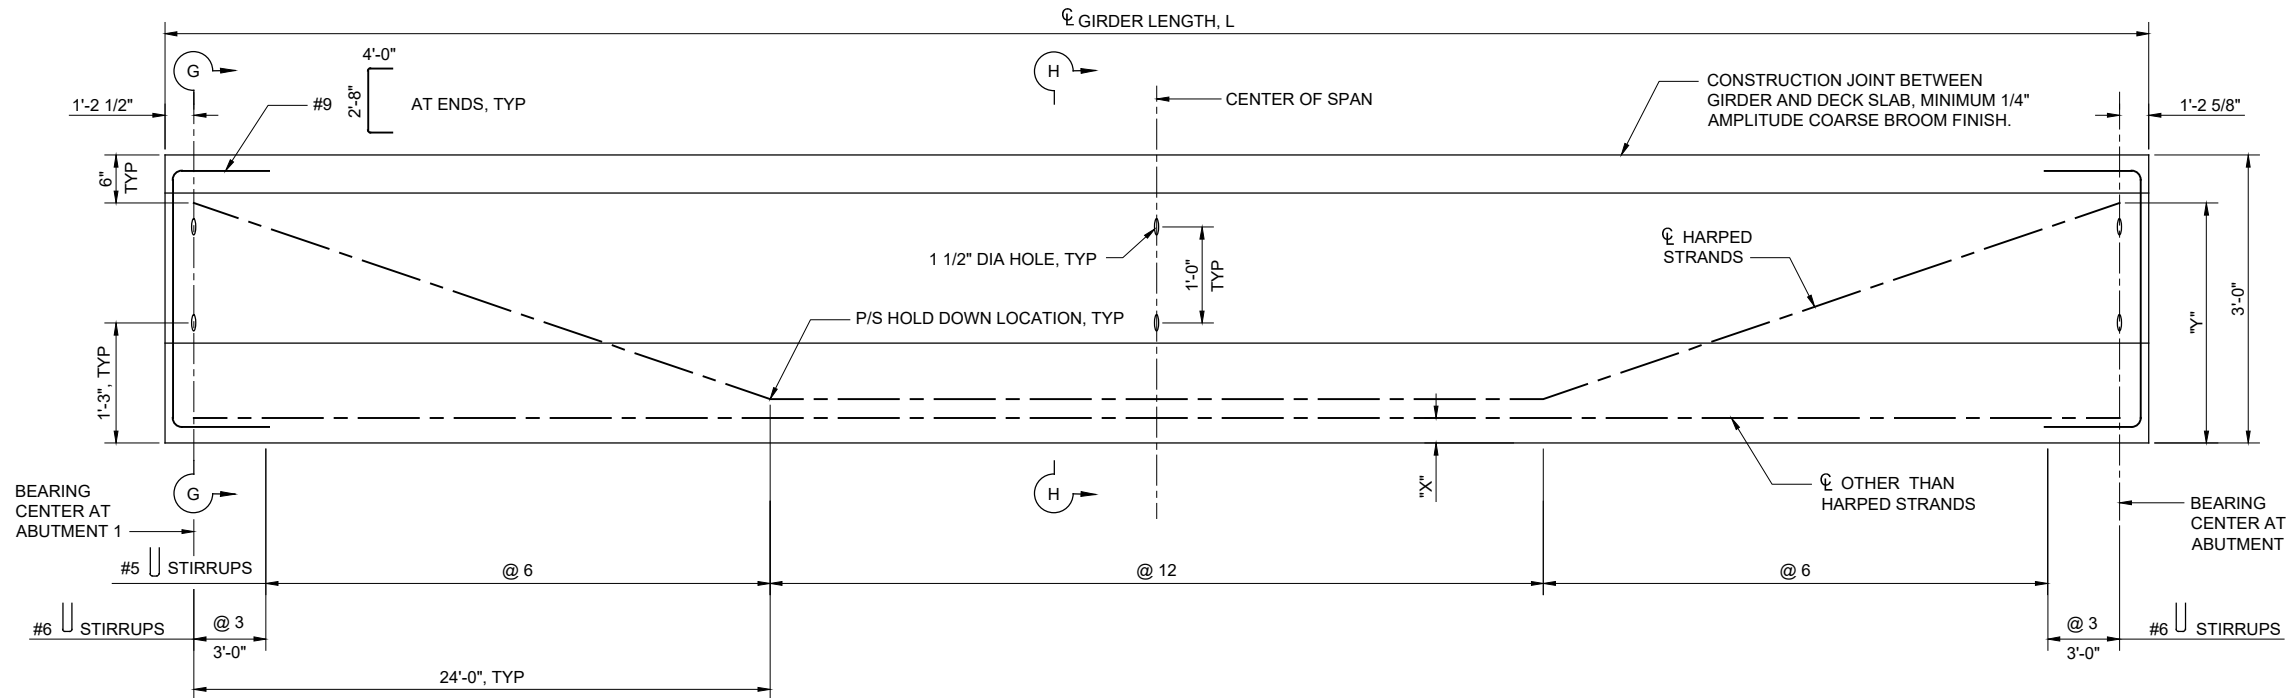 ℄ GIRDER LENGTH, L
G
4'-0"
H
1'-2 1/2"
#9
2'-8"
AT ENDS, TYP
CENTER OF SPAN
CONSTRUCTION JOINT BETWEEN
GIRDER AND DECK SLAB, MINIMUM 1/4"
AMPLITUDE COARSE BROOM FINISH.
1'-2 5/8"
6"
TYP
1 1/2" DIA HOLE, TYP
1'-0"
TYP
℄ HARPED
STRANDS
P/S HOLD DOWN LOCATION, TYP
"Y"
3'-0"
1'-3", TYP
"X"
℄ OTHER THAN
HARPED STRANDS
BEARING
CENTER AT
ABUTMENT 1
G
H
BEARING
CENTER AT
ABUTMENT
#5 STIRRUPS
@ 6
@ 12
@ 6
#6 STIRRUPS
@ 3
3'-0"
@ 3
3'-0"
#6 STIRRUPS
24'-0", TYP